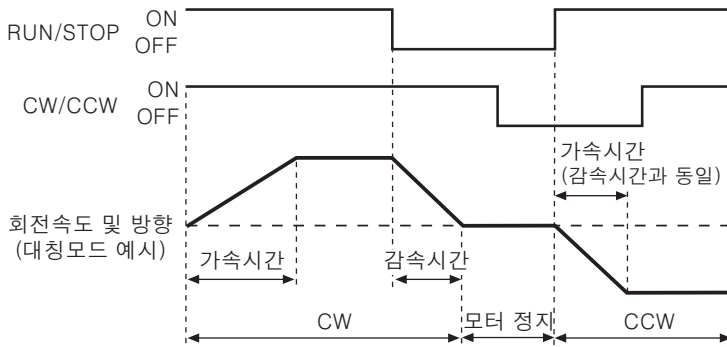 RUN/STOP
ON
OFF
CW/CCW
ON
OFF
가속시간
(감속시간과 동일)
회전속도 및 방향
(대칭모드 예시)
가속시간
감속시간
CW
모터 정지
CCW